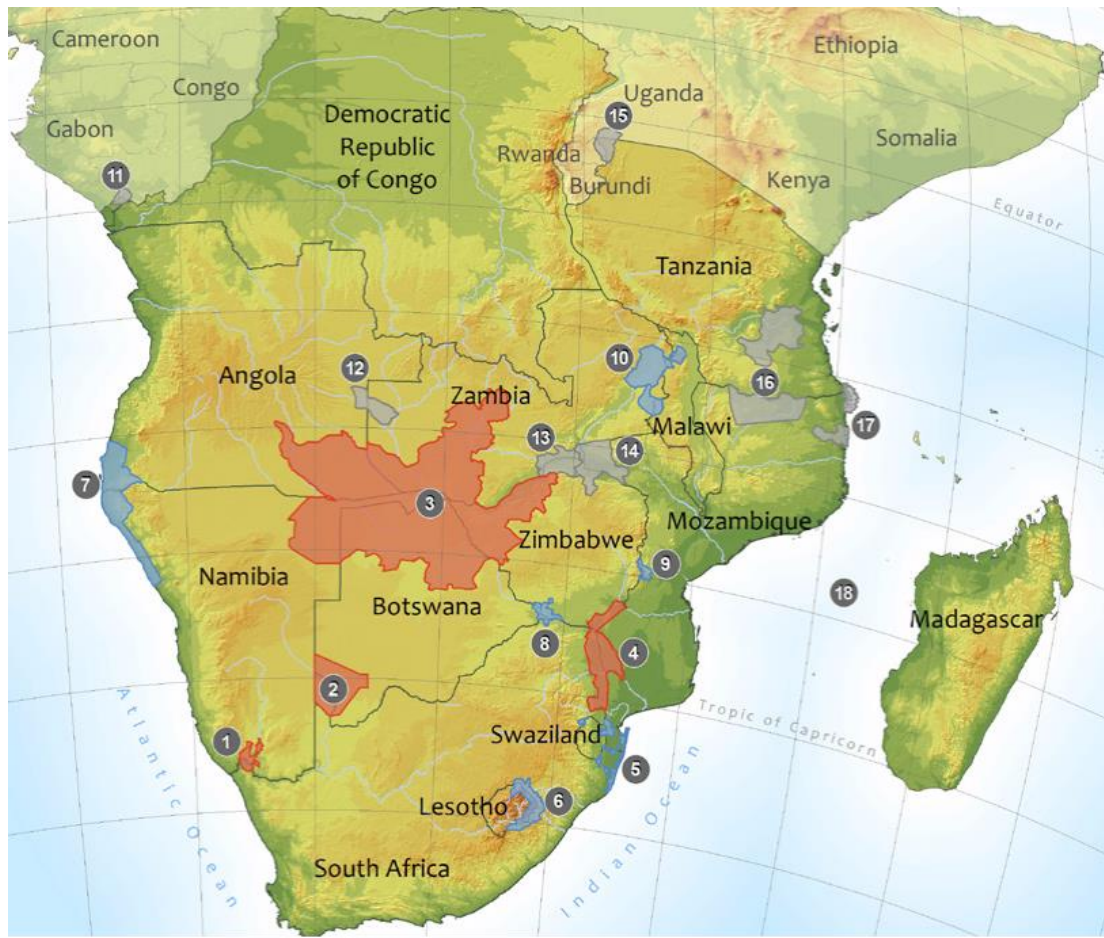 Cameroon
Ethiopia
Congo
Uganda
Democratic
Republic
of Congo
15
Gabon
Somalia
Rwanda
11
Kenya
Burundi
Equator
Tanzania
10
12
Angola
16
Zambia
17
Malawi
13
14
7
3
Mozambique
Zimbabwe
9
Namibia
18
Botswana
Madagascar
8
4
2
Atlantic Ocean
Tropic of Capricorn
1
Swaziland
5
Lesotho
6
Indian Ocean
South Africa